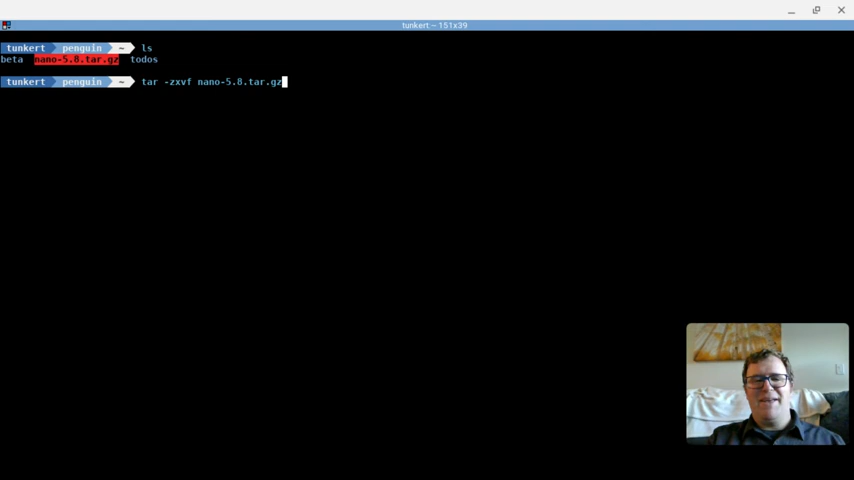 tunkert – 151x39
tunkert penguin ~ ls
beta nano-5.8.tar.gz todos
tunkert penguin ~ tar -zxvf nano-5.8.tar.gz